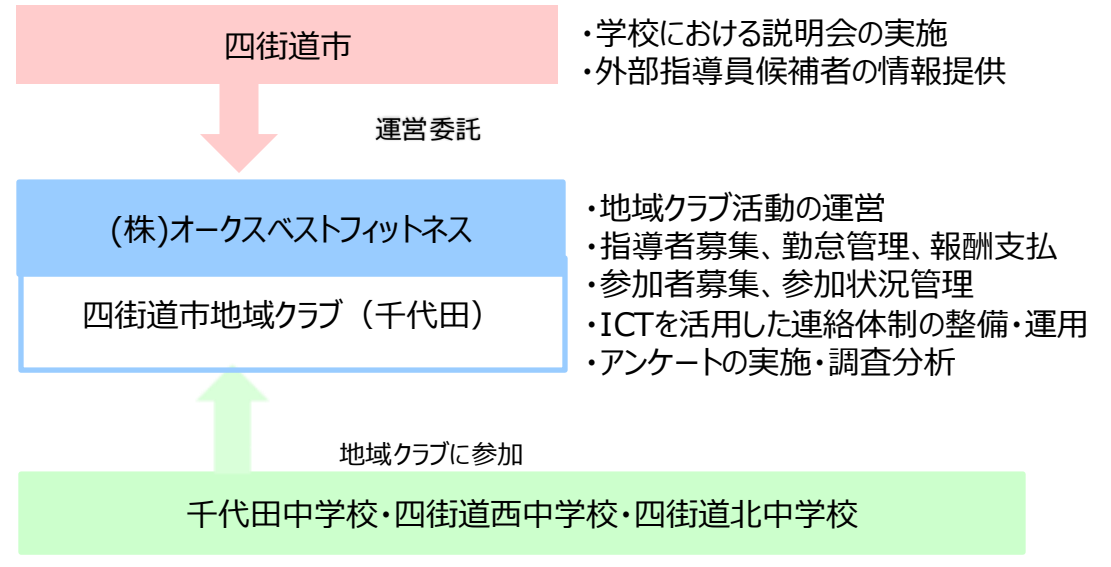 四街道市
・学校における説明会の実施
・外部指導員候補者の情報提供
運営委託
(株)オークスベストフィットネス
四街道市地域クラブ（千代田）
・地域クラブ活動の運営
・指導者募集、勤怠管理、報酬支払
・参加者募集、参加状況管理
・ICTを活用した連絡体制の整備・運用
・アンケートの実施・調査分析
地域クラブに参加
千代田中学校・四街道西中学校・四街道北中学校